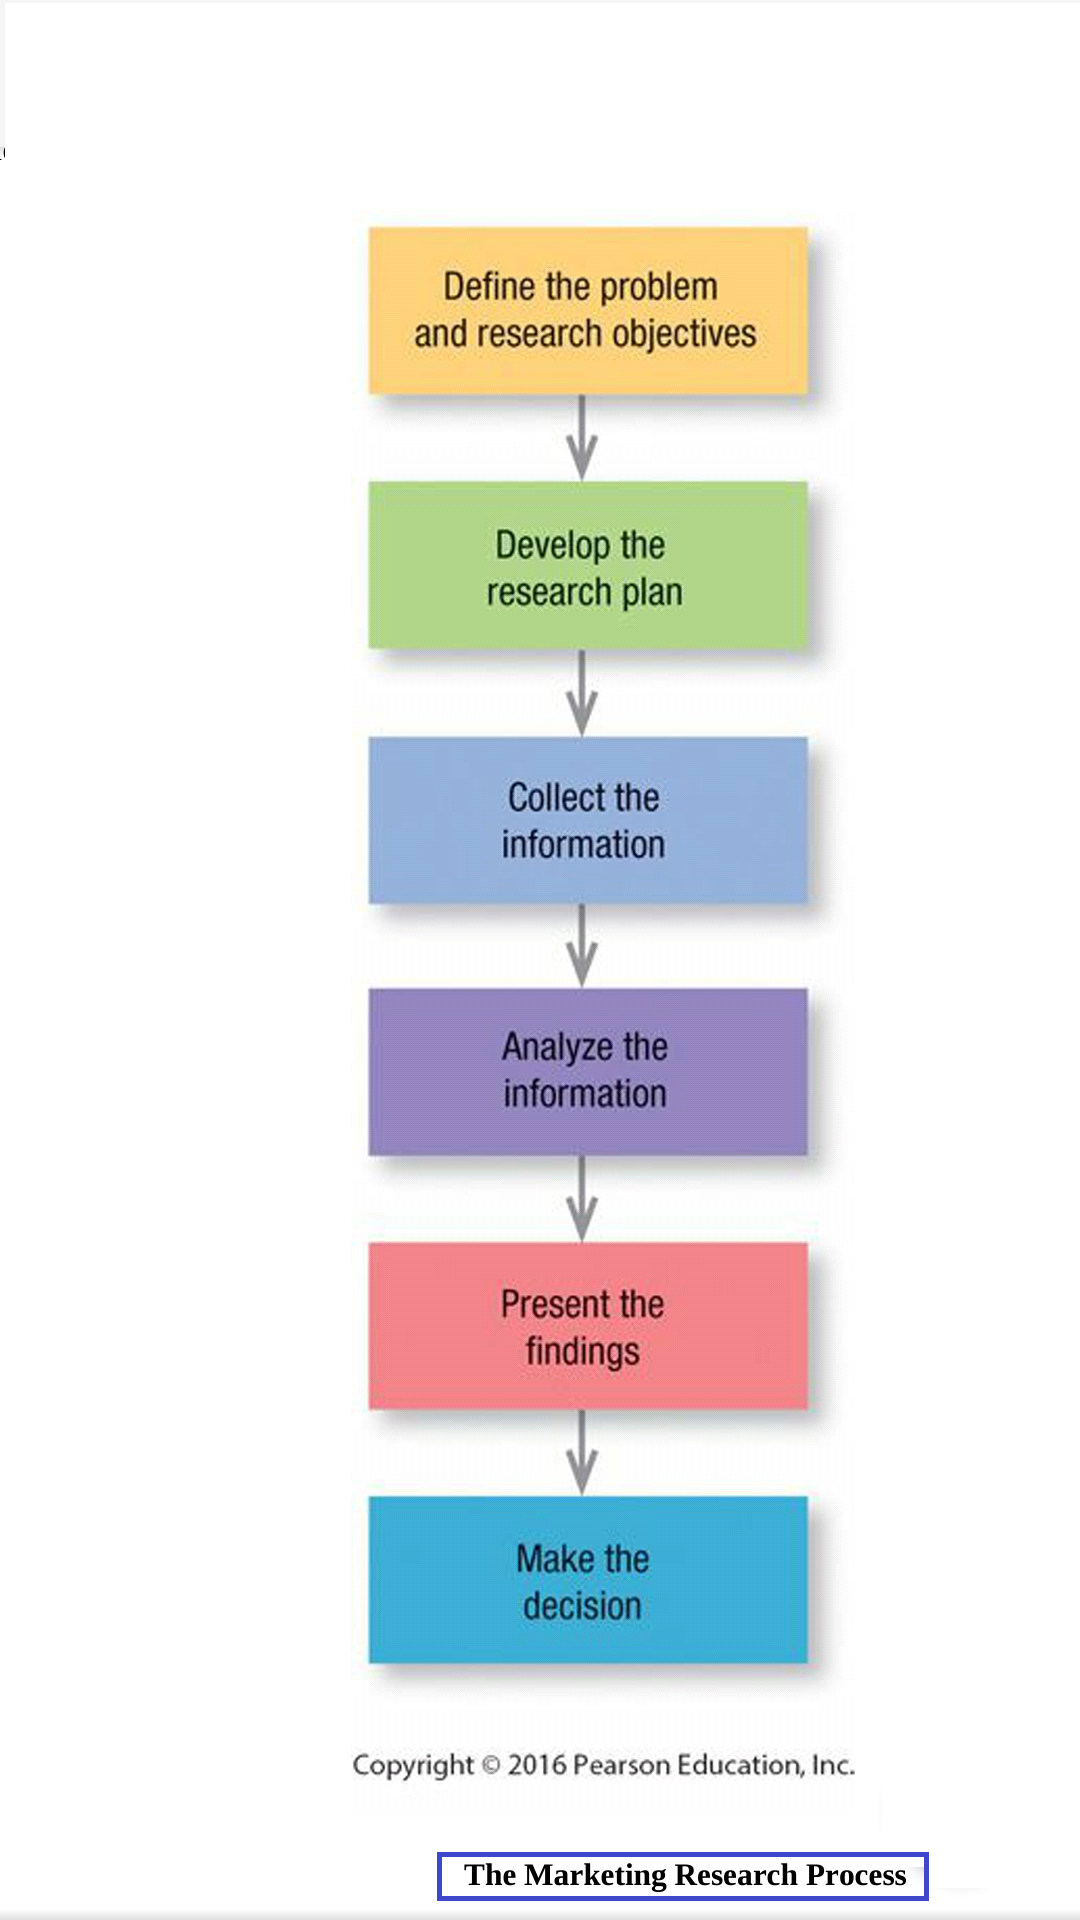 Define the problem
and research objectives
Develop the
research plan
Collect the
information
Analyze the
information
Present the
findings
Make the
decision
Copyright © 2016 Pearson Education, Inc.
The Marketing Research Process